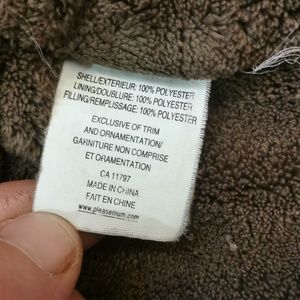 SHELL/EXTERIEUR: 100% POLYESTER
LINING/DOUBLURE: 100% POLYESTER
FILLING/REMPLISSAGE: 100% POLYESTER
EXCLUSIVE OF TRIM
AND ORNAMENTATION/
GARNITURE NON COMPRISE
ET ORAMENTATION
CA 11797
MADE IN CHINA
FAIT EN CHINE
www.pleasemum.com